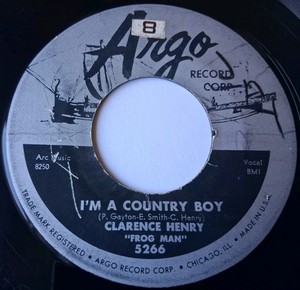 8
Argo
RECORD
CORP.
Arc Music
8250
Vocal
BMI
I'M A COUNTRY BOY
(P. Gayton-E. Smith-C. Henry)
CLARENCE HENRY
"FROG MAN"
5266
TRADE MARK REGISTERED • ARGO RECORD CORP. • CHICAGO, ILL. • MADE IN U.S.A.